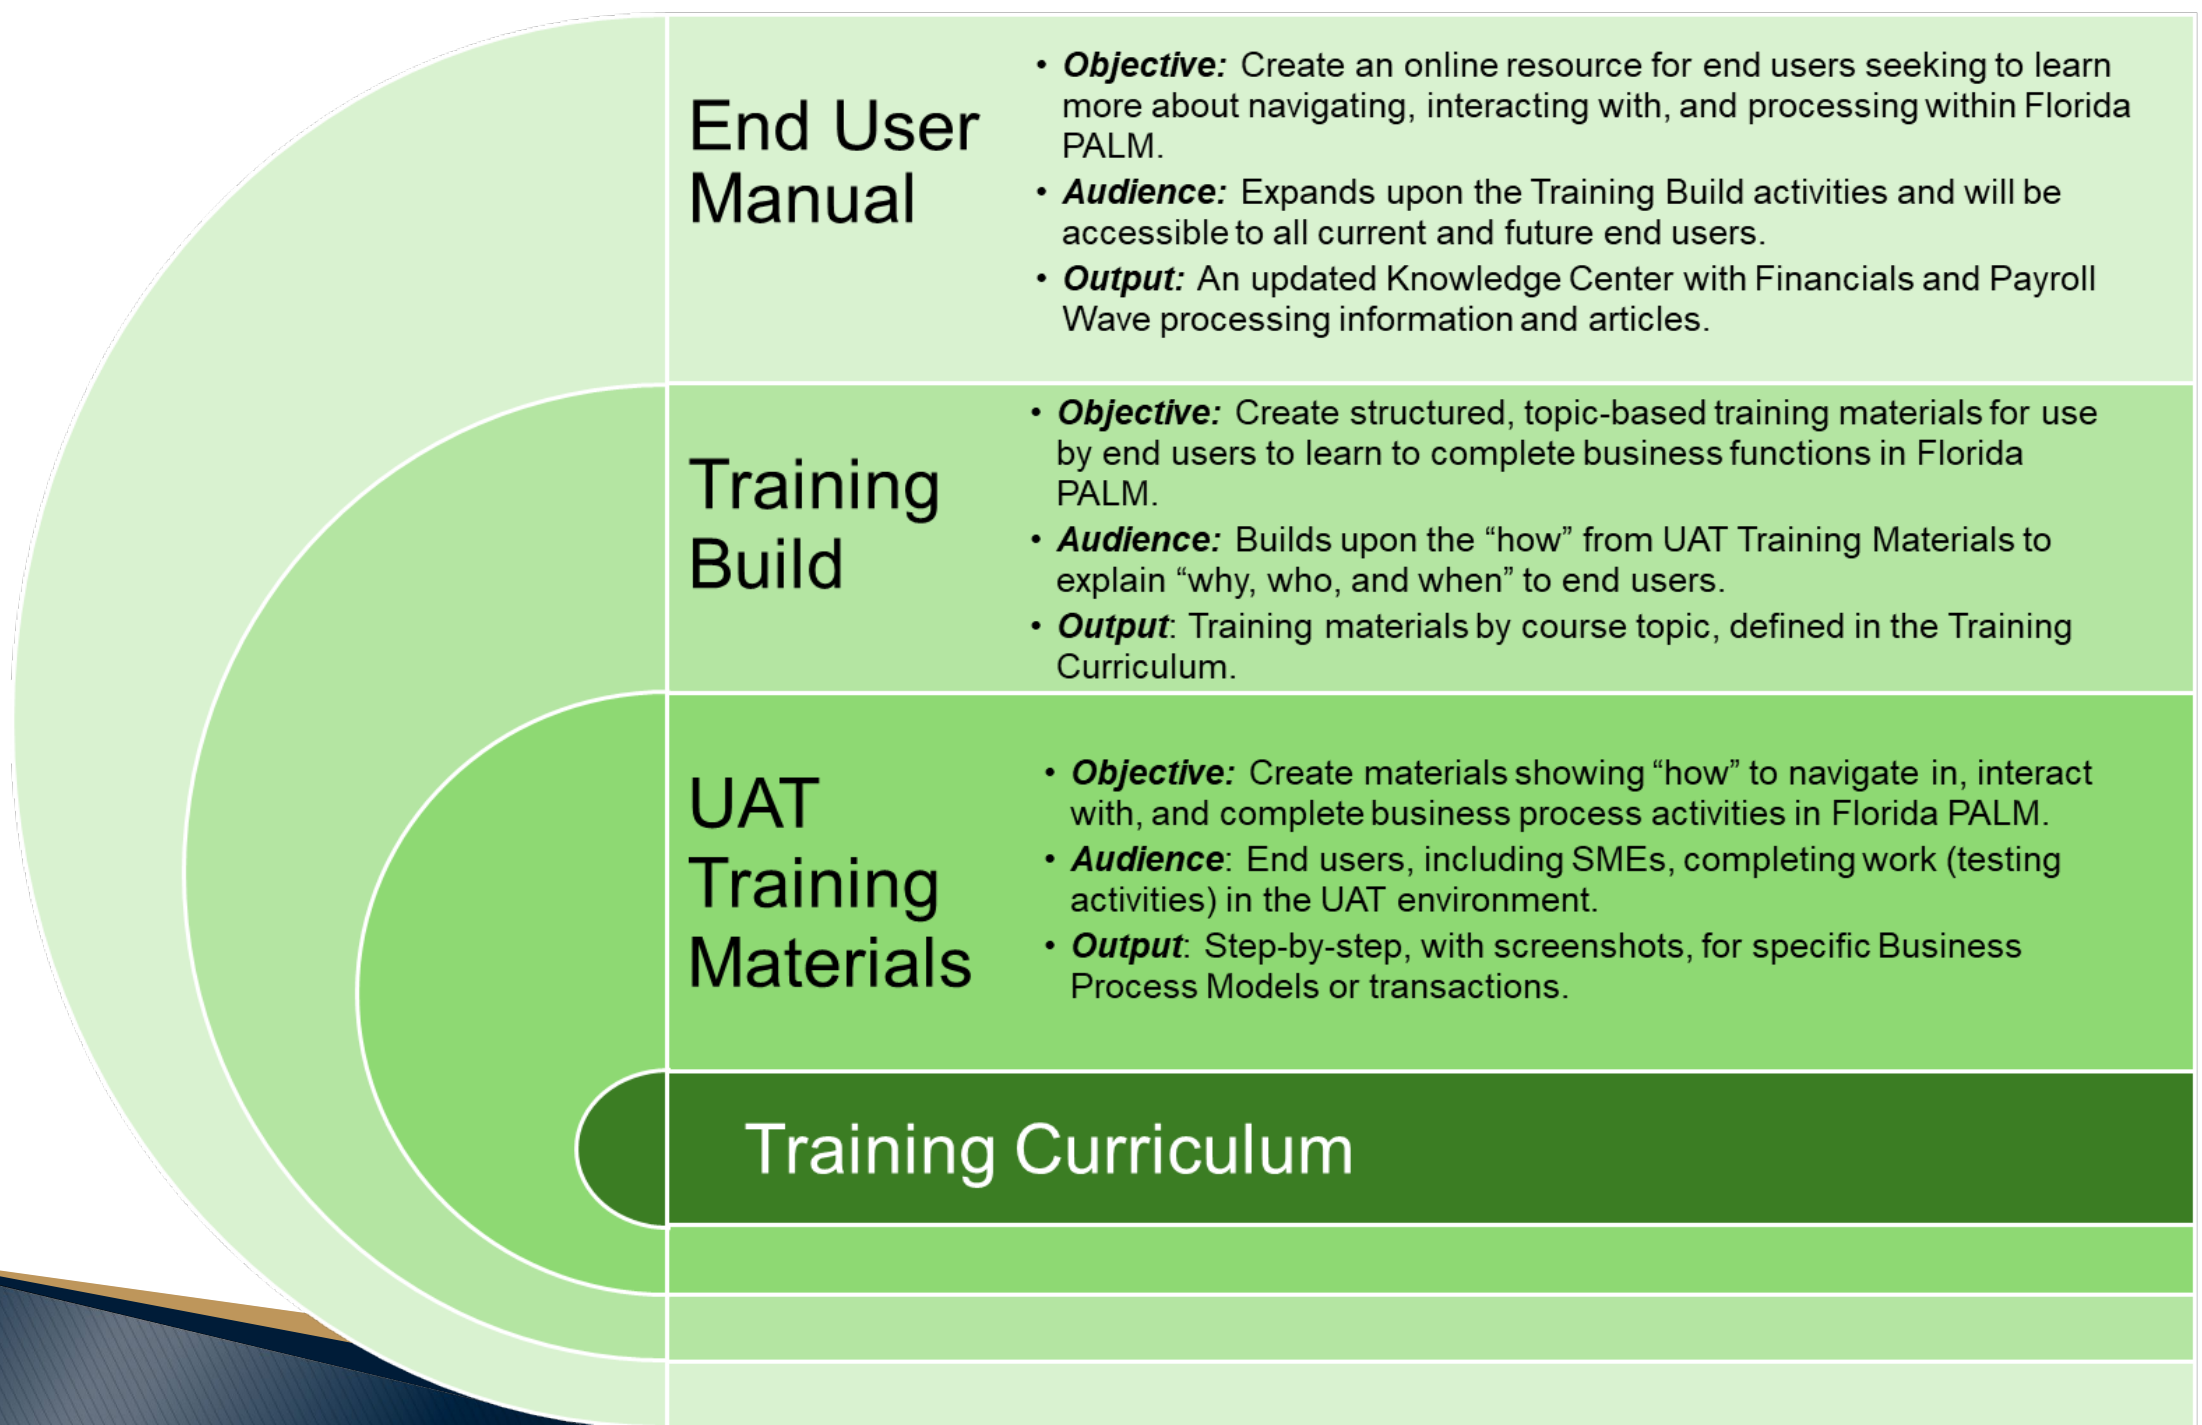 End User
Manual
• Objective: Create an online resource for end users seeking to learn
more about navigating, interacting with, and processing within Florida
PALM.
• Audience: Expands upon the Training Build activities and will be
accessible to all current and future end users.
• Output: An updated Knowledge Center with Financials and Payroll
Wave processing information and articles.
Training
Build
• Objective: Create structured, topic-based training materials for use
by end users to learn to complete business functions in Florida
PALM.
• Audience: Builds upon the “how” from UAT Training Materials to
explain “why, who, and when” to end users.
• Output: Training materials by course topic, defined in the Training
Curriculum.
UAT
Training
Materials
• Objective: Create materials showing “how” to navigate in, interact
with, and complete business process activities in Florida PALM.
• Audience: End users, including SMEs, completing work (testing
activities) in the UAT environment.
• Output: Step-by-step, with screenshots, for specific Business
Process Models or transactions.
Training Curriculum